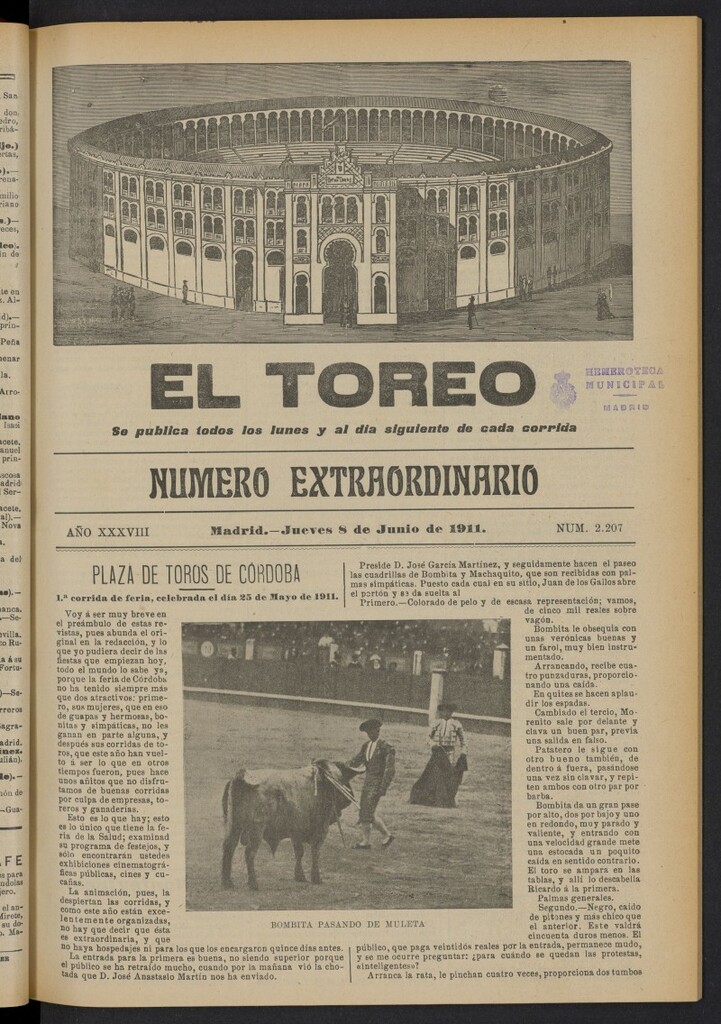 EL TOREO
HEMEROTECA
MUNICIPAL
MADRID
Se publica todos los lunes y al dia siguiente de cada corrida
NUMERO EXTRAORDINARIO
AÑO XXXVIII
Madrid.—Jueves 8 de Junio de 1911.
NUM. 2.207
PLAZA DE TOROS DE CÓRDOBA
1.ª corrida de feria, celebrada el día 25 de Mayo de 1911.
Voy á ser muy breve en
el preámbulo de estas re-
vistas, pues abunda el ori-
ginal en la redacción, y lo
que yo pudiera decir de las
fiestas que empiezan hoy,
todo el mundo lo sabe ya,
porque la feria de Córdoba
no ha tenido siempre más
que dos atractivos: prime-
ro, sus mujeres, que en eso
de guapas y hermosas, bo-
nitas y simpáticas, no les
ganan en parte alguna, y
después sus corridas de to-
ros, que este año han vuel-
to á ser lo que en otros
tiempos fueron, pues hace
unos añitos que no disfru-
tamos de buenas corridas
por culpa de empresas, to-
reros y ganaderías.
Esto es lo que hay; esto
es lo único que tiene la fe-
ria de la Salud; examinad
su programa de festejos, y
sólo encontrarán ustedes
exhibiciones cinematográ-
ficas públicas, cines y cu-
cañas.
La animación, pues, la
despiertan las corridas, y
como este año están exce-
lentemente organizadas,
no hay que decir que ésta
es extraordinaria, y que
no haya hospedajes ni para los que los encargaron quince días antes.
La entrada para la primera es buena, no siendo superior porque
el público se ha retraído mucho, cuando por la mañana vió la cho-
tada que D. José Anastasio Martín nos ha enviado.
BOMBITA PASANDO DE MULETA
Preside D. José García Martínez, y seguidamente hacen el paseo
las cuadrillas de Bombita y Machaquito, que son recibidas con pal-
mas simpáticas. Puesto cada cual en su sitio, Juan de los Gallos abre
el portón y se da suelta al
Primero.—Colorado de pelo y de escasa representación; vamos,
de cinco mil reales sobre
vagón.
Bombita le obsequia con
unas verónicas buenas y
un farol, muy bien instru-
mentado.
Arrancando, recibe cua-
tro punzaduras, proporcio-
nando una caída.
En quites se hacen aplau-
dir los espadas.
Cambiado el tercio, Mo-
renito sale por delante y
clava un buen par, previa
una salida en falso.
Patatero le sigue con
otro bueno también, de
dentro á fuera, pasándose
una vez sin clavar, y repi-
ten ambos con otro par por
barba.
Bombita da un gran pase
por alto, dos por bajo y uno
en redondo, muy parado y
valiente, y entrando con
una velocidad grande mete
una estocada un poquito
caída en sentido contrario.
El toro se ampara en las
tablas, y allí lo descabella
Ricardo á la primera.
Palmas generales.
Segundo.—Negro, caído
de pitones y más chico que
el anterior. Este valdrá
cincuenta duros menos. El
público, que paga veintidós reales por la entrada, permanece mudo,
y se me ocurre preguntar: ¿para cuándo se quedan las protestas,
«inteligentes»?
Arranca la rata, le pinchan cuatro veces, proporciona dos tumbos